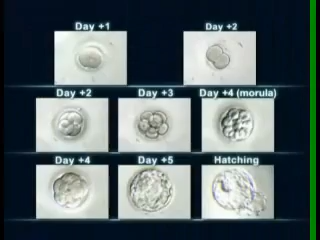 Day +1
Day +2
Day +2
Day +3
Day +4 (morula)
Day +4
Day +5
Hatching